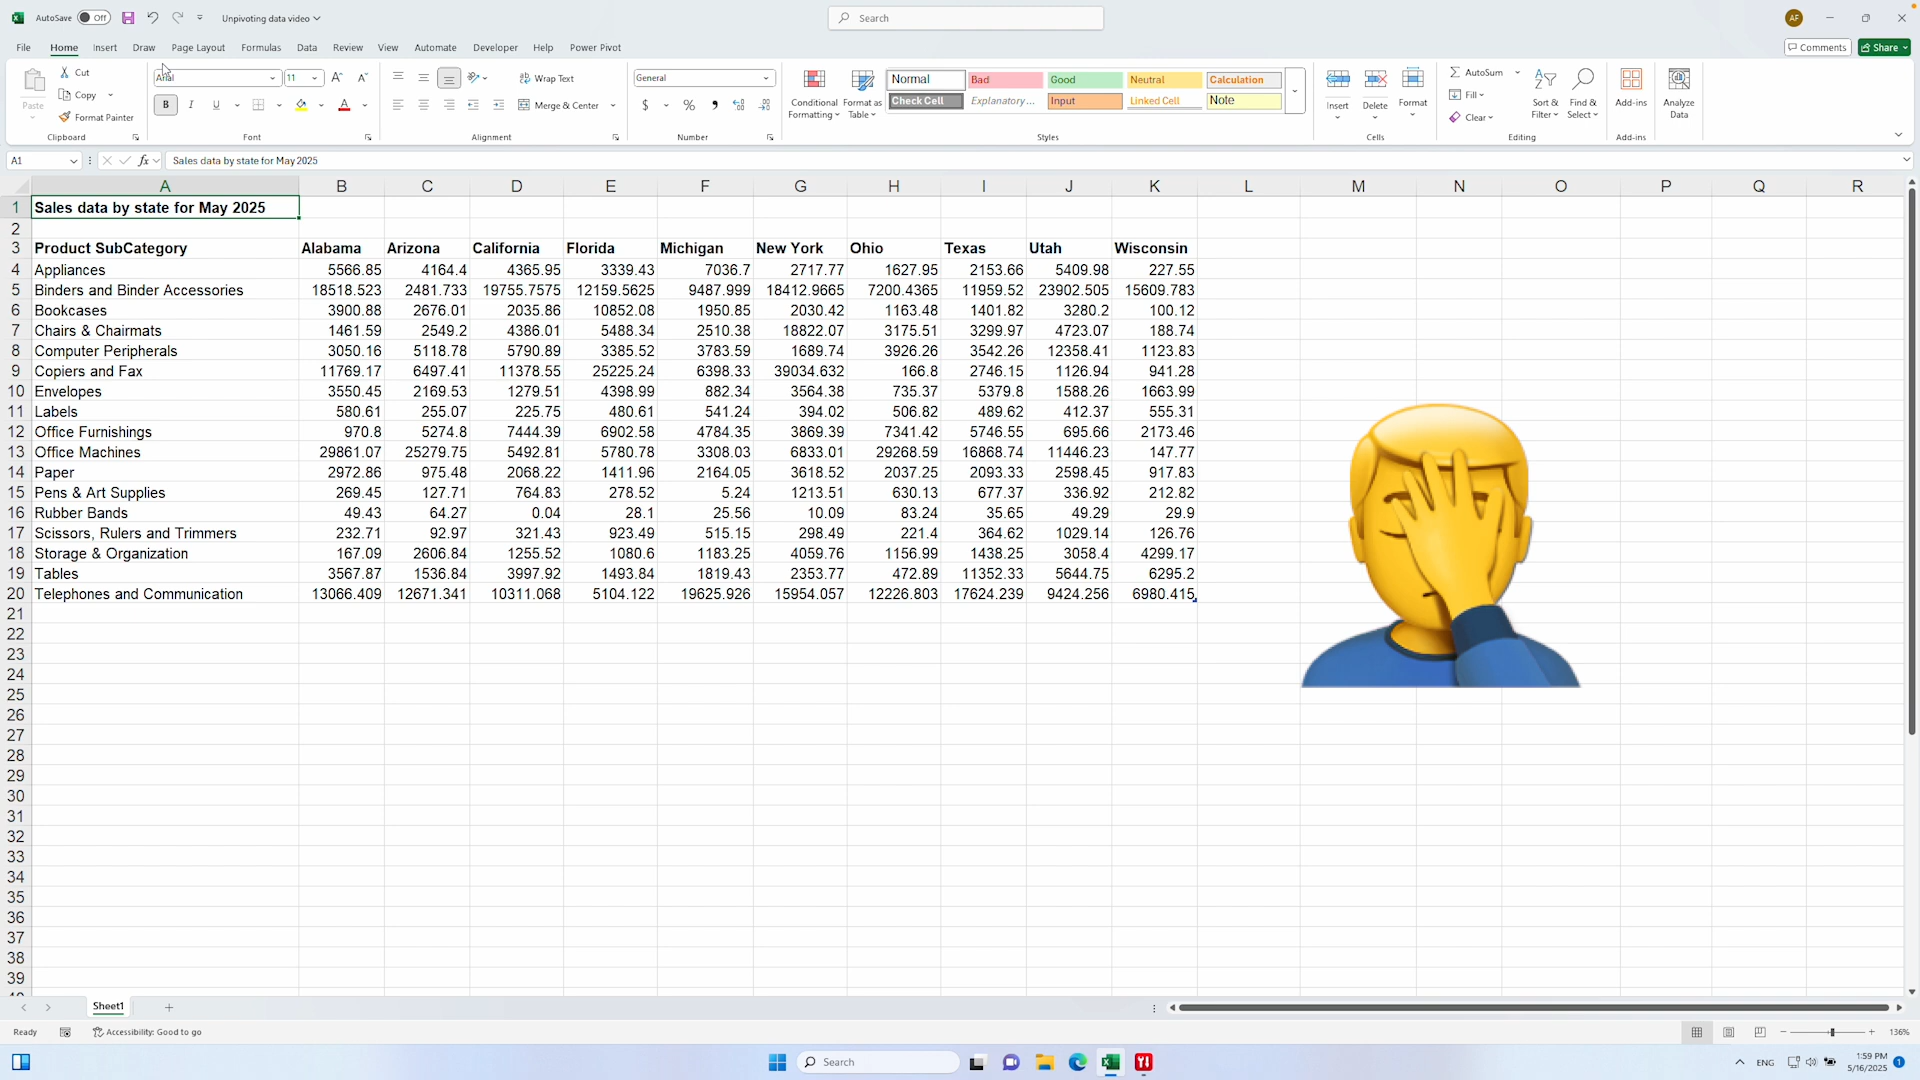 AutoSave Off Unpivoting data video Search AF
File Home Insert Draw Page Layout Formulas Data Review View Automate Developer Help Power Pivot Comments Share
Paste Cut Copy Format Painter Clipboard
Arial 11 B I U A Font
Wrap Text Merge & Center Alignment
General $ % Number
Conditional Formatting Format as Table Normal Bad Good Neutral Calculation
Check Cell Explanatory ... Input Linked Cell Note Styles
Insert Delete Format Cells
AutoSum Fill Clear Sort & Filter Find & Select Editing
Add-ins Add-ins Analyze Data
A1 fx Sales data by state for May 2025
A B C D E F G H I J K L M N O P Q R
1 Sales data by state for May 2025
2
3 Product SubCategory Alabama Arizona California Florida Michigan New York Ohio Texas Utah Wisconsin
4 Appliances 5566.85 4164.4 4365.95 3339.43 7036.7 2717.77 1627.95 2153.66 5409.98 227.55
5 Binders and Binder Accessories 18518.523 2481.733 19755.7575 12159.5625 9487.999 18412.9665 7200.4365 11959.52 23902.505 15609.783
6 Bookcases 3900.88 2676.01 2035.86 10852.08 1950.85 2030.42 1163.48 1401.82 3280.2 100.12
7 Chairs & Chairmats 1461.59 2549.2 4386.01 5488.34 2510.38 18822.07 3175.51 3299.97 4723.07 188.74
8 Computer Peripherals 3050.16 5118.78 5790.89 3385.52 3783.59 1689.74 3926.26 3542.26 12358.41 1123.83
9 Copiers and Fax 11769.17 6497.41 11378.55 25225.24 6398.33 39034.632 166.8 2746.15 1126.94 941.28
10 Envelopes 3550.45 2169.53 1279.51 4398.99 882.34 3564.38 735.37 5379.8 1588.26 1663.99
11 Labels 580.61 255.07 225.75 480.61 541.24 394.02 506.82 489.62 412.37 555.31
12 Office Furnishings 970.8 5274.8 7444.39 6902.58 4784.35 3869.39 7341.42 5746.55 695.66 2173.46
13 Office Machines 29861.07 25279.75 5492.81 5780.78 3308.03 6833.01 29268.59 16868.74 11446.23 147.77
14 Paper 2972.86 975.48 2068.22 1411.96 2164.05 3618.52 2037.25 2093.33 2598.45 917.83
15 Pens & Art Supplies 269.45 127.71 764.83 278.52 5.24 1213.51 630.13 677.37 336.92 212.82
16 Rubber Bands 49.43 64.27 0.04 28.1 25.56 10.09 83.24 35.65 49.29 29.9
17 Scissors, Rulers and Trimmers 232.71 92.97 321.43 923.49 515.15 298.49 221.4 364.62 1029.14 126.76
18 Storage & Organization 167.09 2606.84 1255.52 1080.6 1183.25 4059.76 1156.99 1438.25 3058.4 4299.17
19 Tables 3567.87 1536.84 3997.92 1493.84 1819.43 2353.77 472.89 11352.33 5644.75 6295.2
20 Telephones and Communication 13066.409 12671.341 10311.068 5104.122 19625.926 15954.057 12226.803 17624.239 9424.256 6980.415
21
22
23
24
25
26
27
28
29
30
31
32
33
34
35
36
37
38
39
Sheet1 +
Ready Accessibility: Good to go 136%
Search ENG 1:59 PM 1
5/16/2025